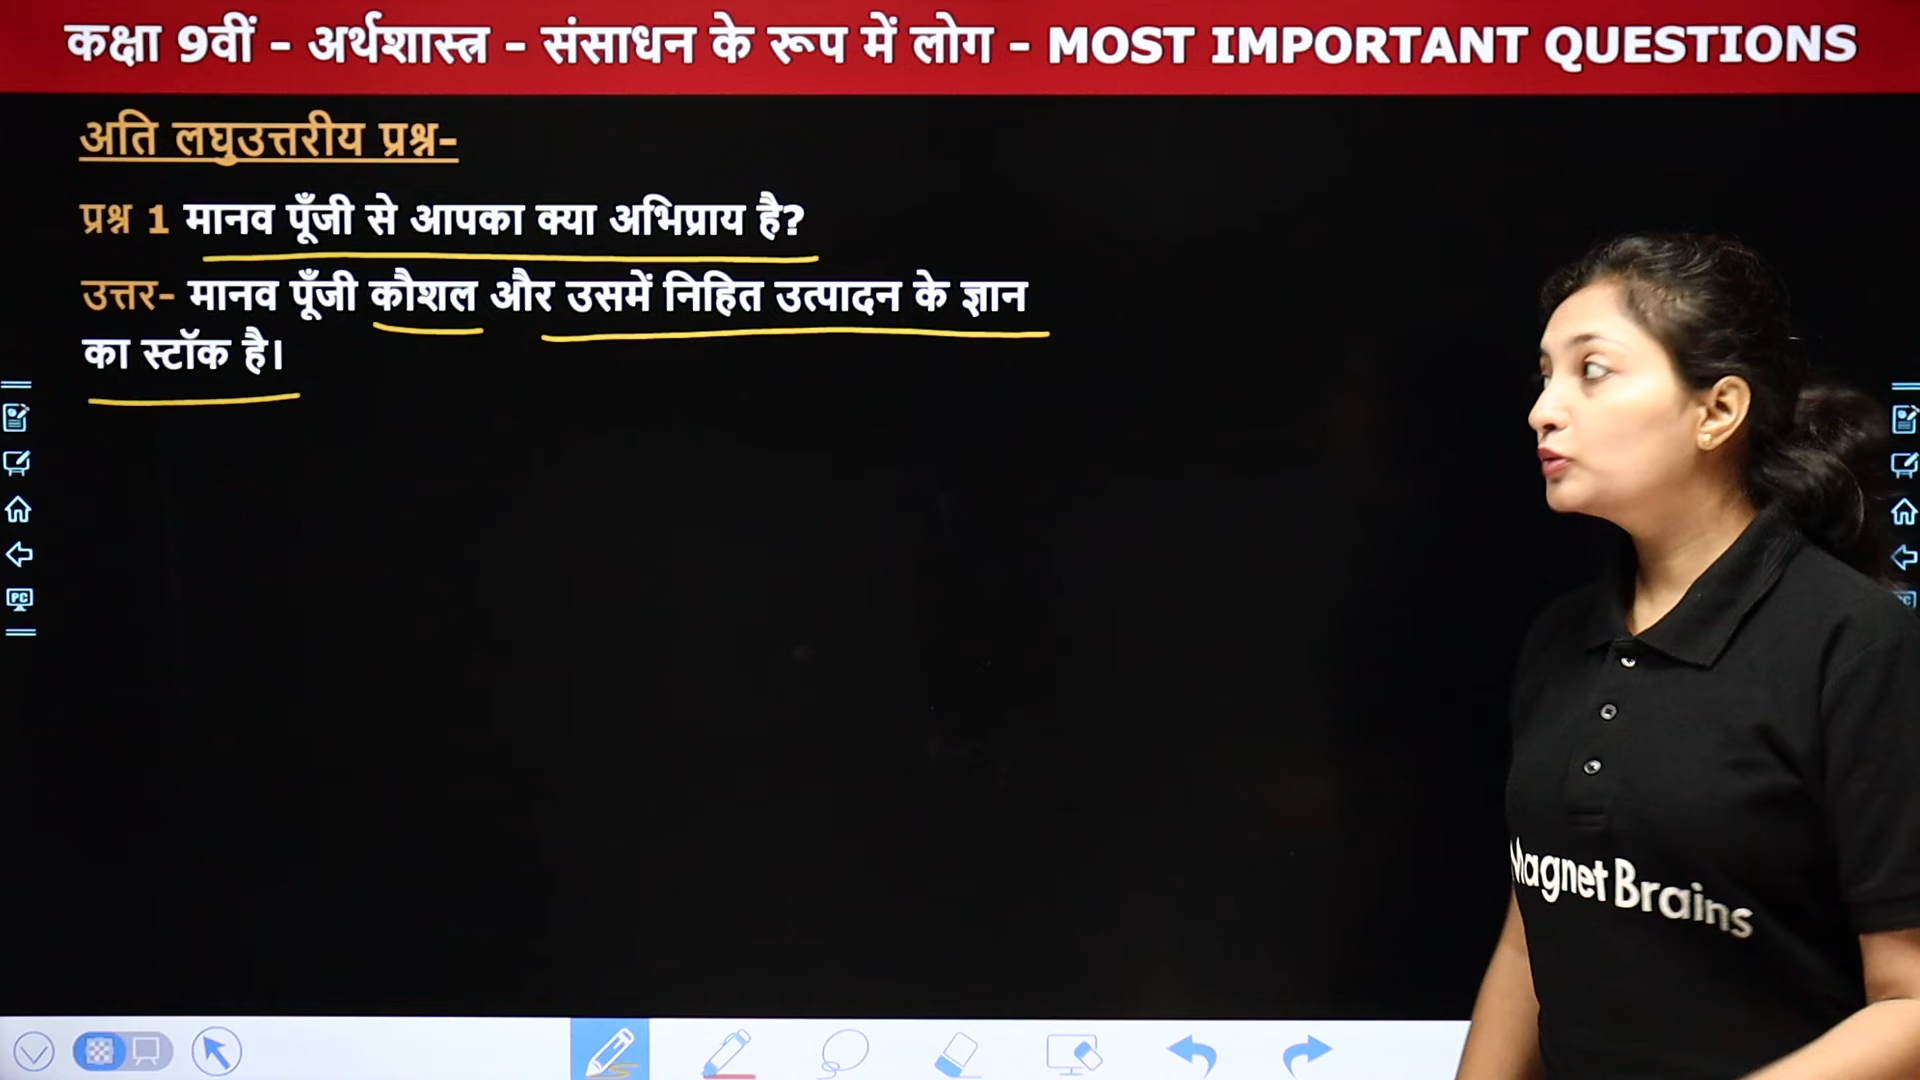 कक्षा 9वीं - अर्थशास्त्र - संसाधन के रूप में लोग - MOST IMPORTANT QUESTIONS
अति लघुउत्तरीय प्रश्न-
प्रश्न 1 मानव पूँजी से आपका क्या अभिप्राय है?
उत्तर- मानव पूँजी कौशल और उसमें निहित उत्पादन के ज्ञान
का स्टॉक है।
PC
Magnet Brains